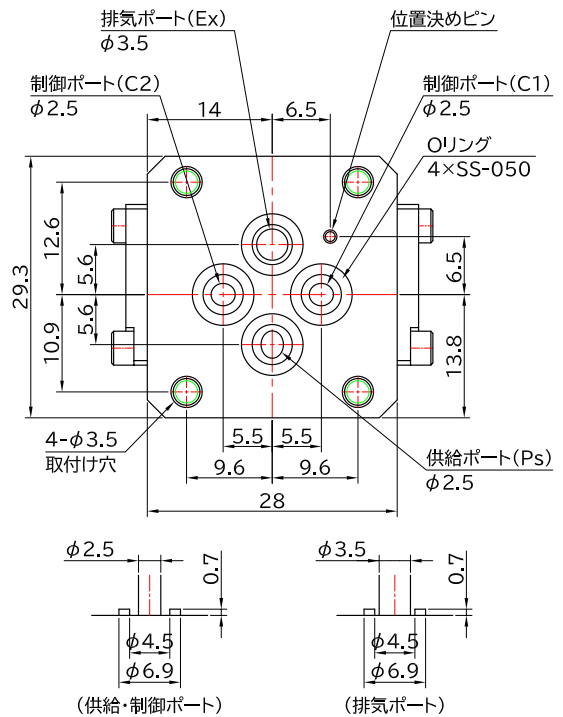 排気ポート(Ex)
φ3.5
位置決めピン
制御ポート(C2)
φ2.5
制御ポート(C1)
φ2.5
14
6.5
Oリング
4×SS-050
29.3
12.6
5.6
5.6
10.9
6.5
13.8
4-φ3.5
取付け穴
5.5
5.5
9.6
9.6
28
供給ポート(Ps)
φ2.5
φ2.5
0.7
φ4.5
φ6.9
(供給・制御ポート)
φ3.5
0.7
φ4.5
φ6.9
(排気ポート)